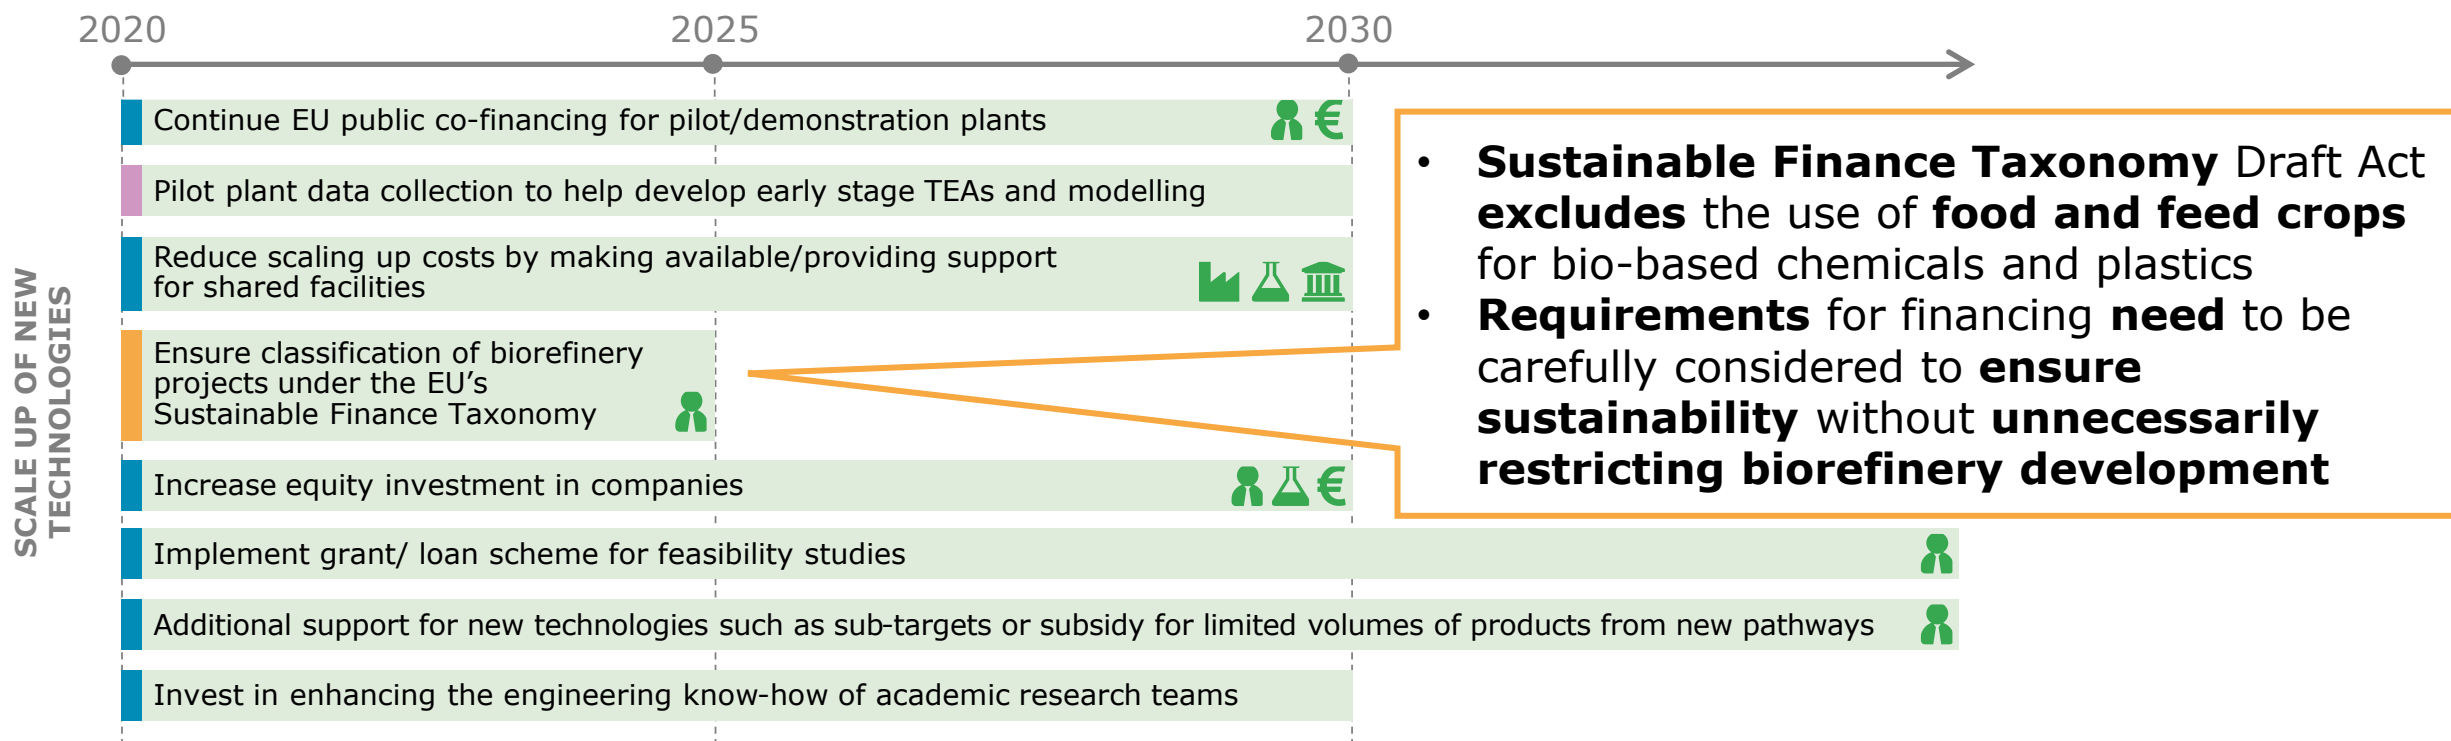 2020
2025
2030
SCALE UP OF NEW
TECHNOLOGIES
Continue EU public co-financing for pilot/demonstration plants
€
Pilot plant data collection to help develop early stage TEAs and modelling
Reduce scaling up costs by making available/providing support
for shared facilities
Ensure classification of biorefinery
projects under the EU’s
Sustainable Finance Taxonomy
Increase equity investment in companies
€
Implement grant/ loan scheme for feasibility studies
Additional support for new technologies such as sub-targets or subsidy for limited volumes of products from new pathways
Invest in enhancing the engineering know-how of academic research teams
• Sustainable Finance Taxonomy Draft Act
excludes the use of food and feed crops
for bio-based chemicals and plastics
• Requirements for financing need to be
carefully considered to ensure
sustainability without unnecessarily
restricting biorefinery development